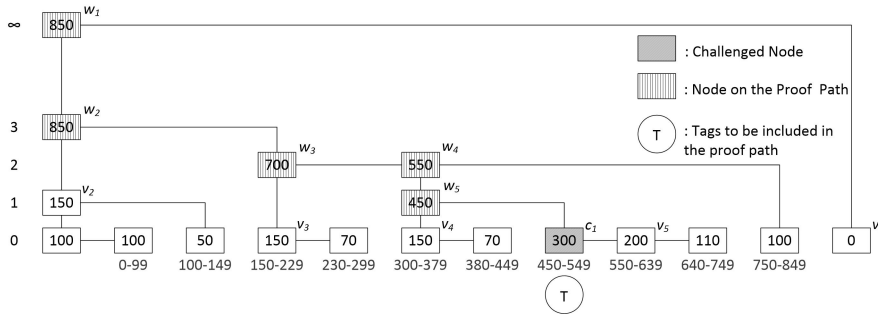 ∞ 850 w1
: Challenged Node
: Node on the Proof Path
T : Tags to be included in
the proof path
3 850 w2
2 700 w3 550 w4
1 150 v2 450 w5
0 100 100 50 150 v3 70 150 v4 70 300 c1 200 v5 110 100 0 v
0-99 100-149 150-229 230-299 300-379 380-449 450-549 550-639 640-749 750-849
T